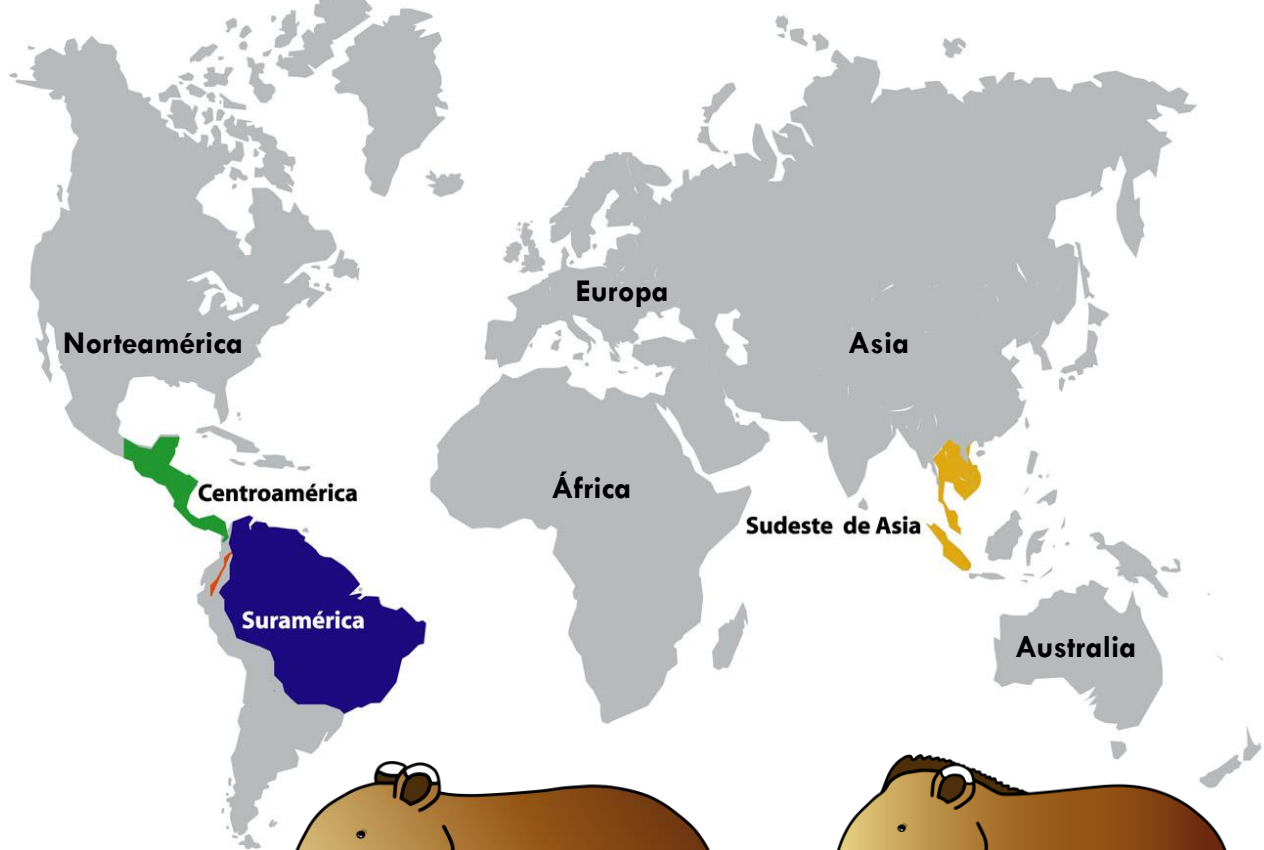 Europa
Norteamérica
Asia
Centroamérica
África
Sudeste de Asia
Suramérica
Australia